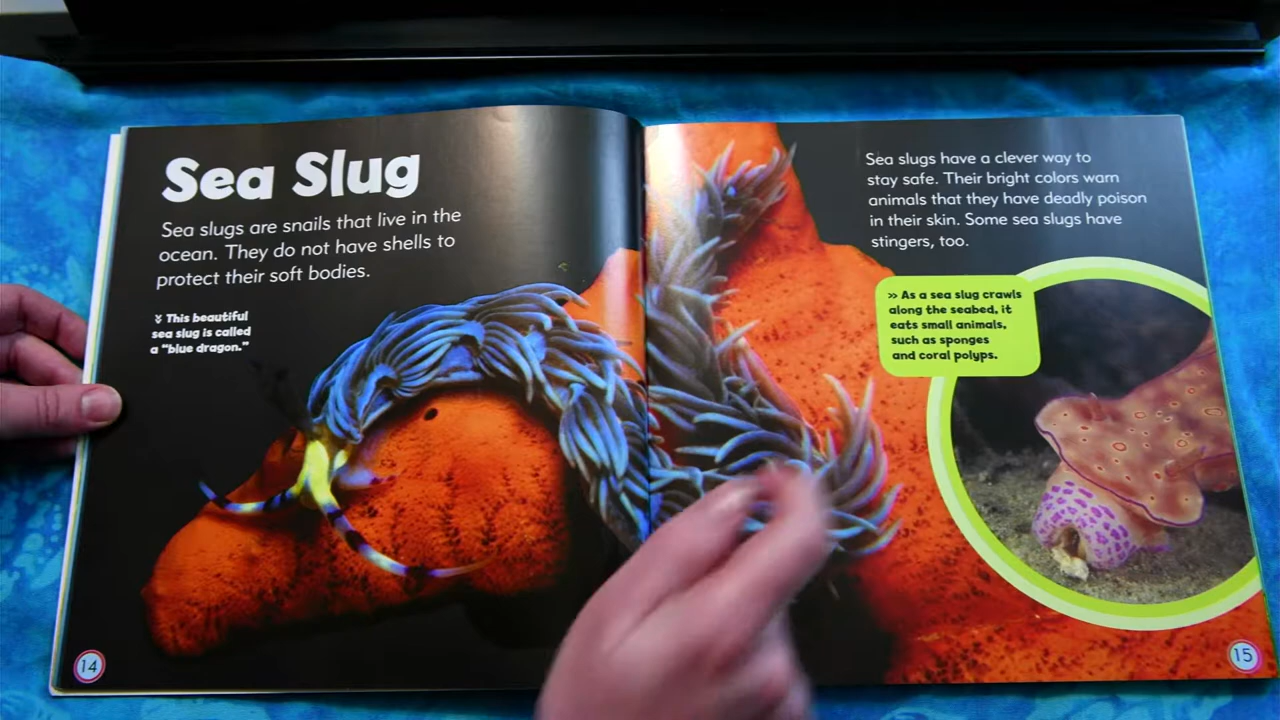 Sea Slug
Sea slugs are snails that live in the
ocean. They do not have shells to
protect their soft bodies.
» This beautiful
sea slug is called
a “blue dragon.”
14
Sea slugs have a clever way to
stay safe. Their bright colors warn
animals that they have deadly poison
in their skin. Some sea slugs have
stingers, too.
» As a sea slug crawls
along the seabed, it
eats small animals,
such as sponges
and coral polyps.
15